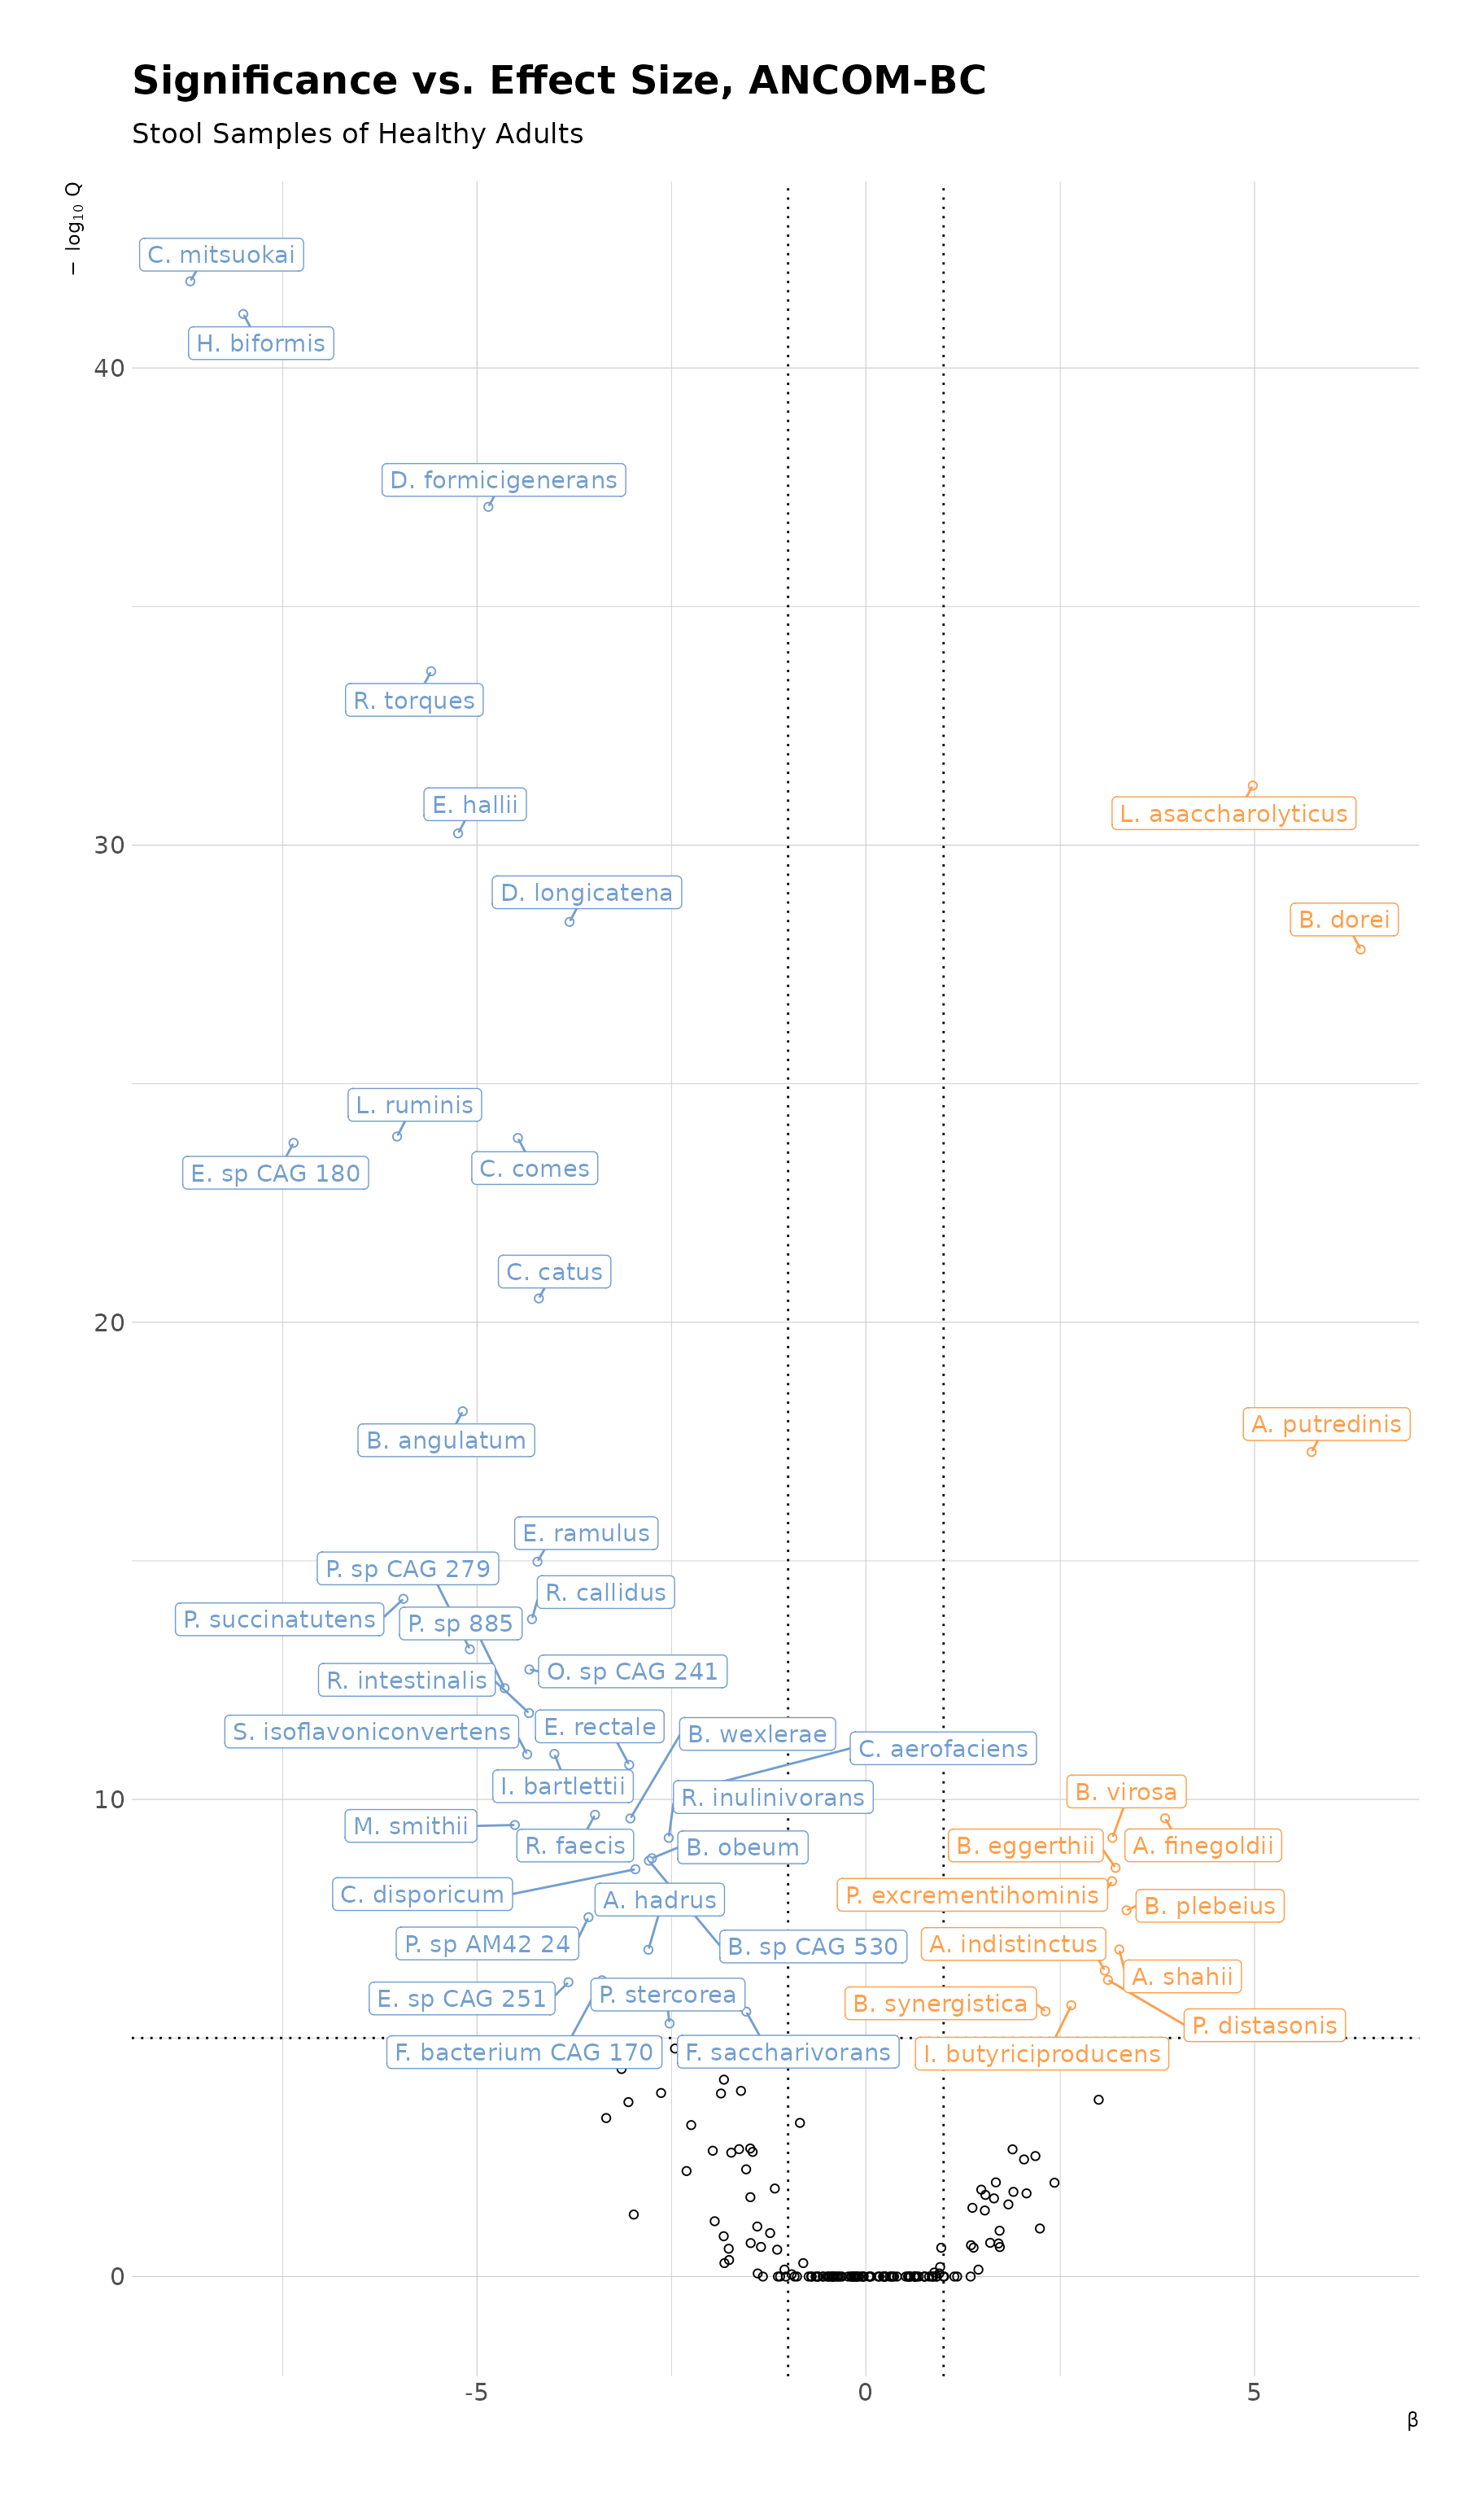 Significance vs. Effect Size, ANCOM-BC
Stool Samples of Healthy Adults
− log10 Q
C. mitsuokai
H. biformis
40
D. formicigenerans
R. torques
E. hallii
L. asaccharolyticus
30
D. longicatena
B. dorei
L. ruminis
C. comes
E. sp CAG 180
C. catus
20
A. putredinis
B. angulatum
E. ramulus
P. sp CAG 279
R. callidus
P. succinatutens
P. sp 885
O. sp CAG 241
R. intestinalis
E. rectale
S. isoflavoniconvertens
B. wexlerae
C. aerofaciens
I. bartlettii
B. virosa
10
R. inulinivorans
M. smithii
R. faecis
B. obeum
B. eggerthii
A. finegoldii
C. disporicum
A. hadrus
P. excrementihominis
B. plebeius
P. sp AM42 24
B. sp CAG 530
A. indistinctus
A. shahii
E. sp CAG 251
P. stercorea
B. synergistica
P. distasonis
F. bacterium CAG 170
F. saccharivorans
I. butyriciproducens
0
-5
0
5
β